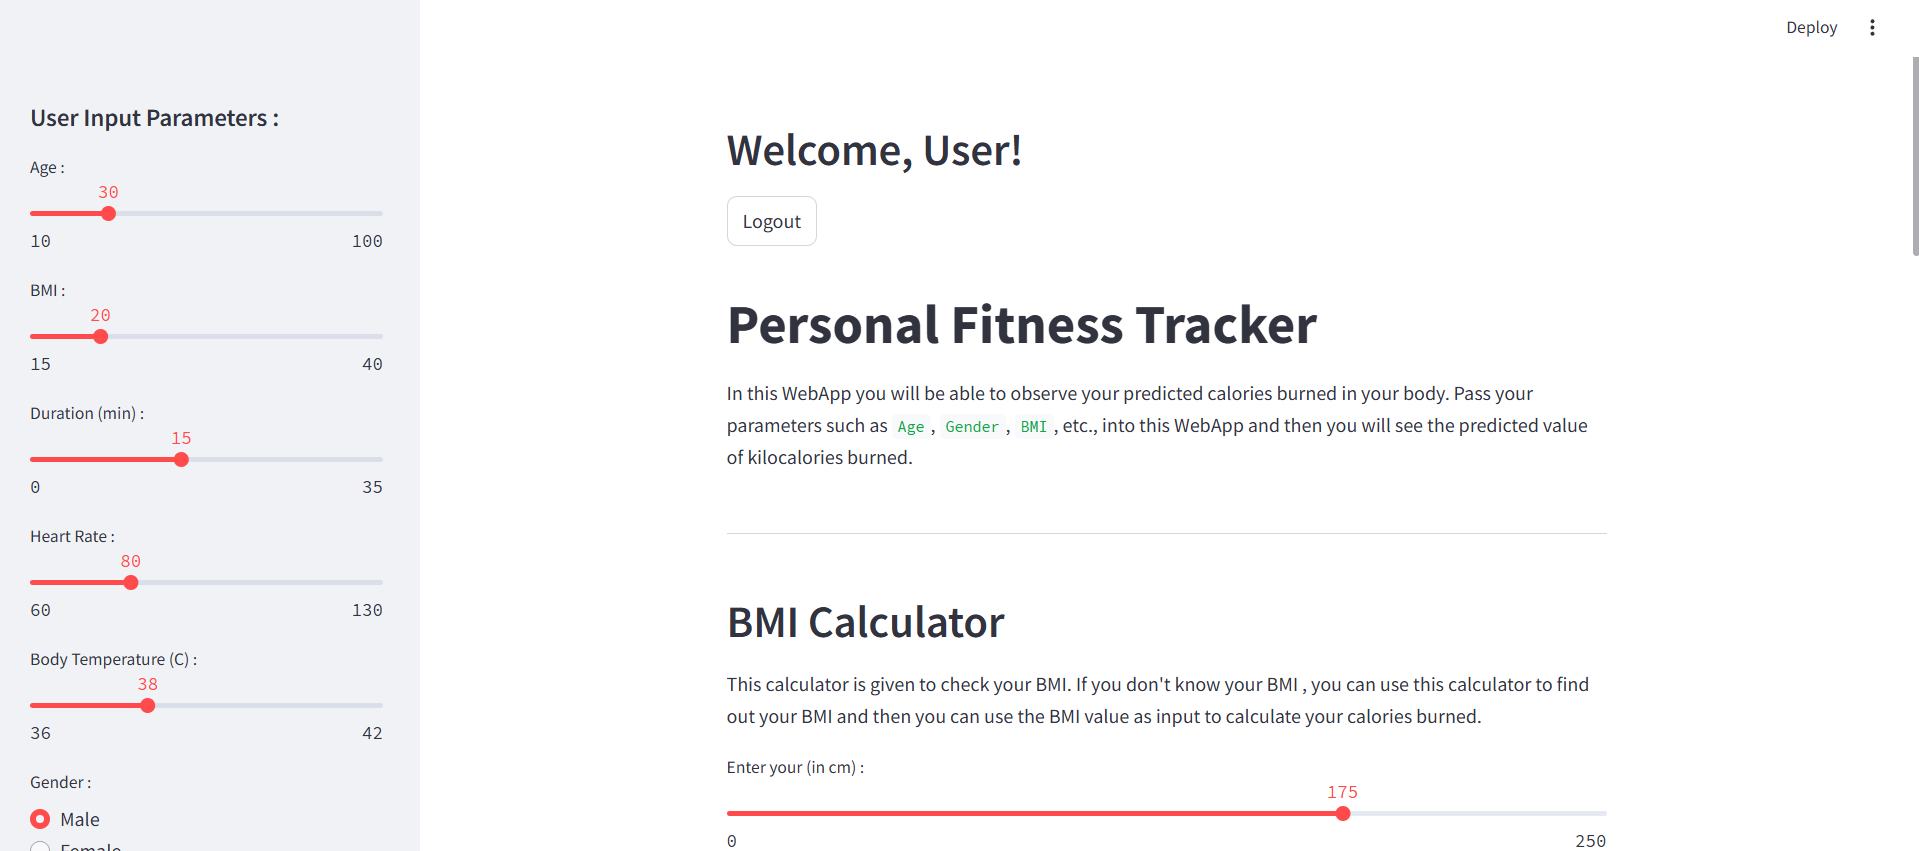 Deploy
User Input Parameters :
Age :
30
10 100
BMI :
20
15 40
Duration (min) :
15
0 35
Heart Rate :
80
60 130
Body Temperature (C) :
38
36 42
Gender :
Male
Female
Welcome, User!
Logout
Personal Fitness Tracker
In this WebApp you will be able to observe your predicted calories burned in your body. Pass your
parameters such as Age , Gender , BMI , etc., into this WebApp and then you will see the predicted value
of kilocalories burned.
BMI Calculator
This calculator is given to check your BMI. If you don't know your BMI , you can use this calculator to find
out your BMI and then you can use the BMI value as input to calculate your calories burned.
Enter your (in cm) :
175
0 250